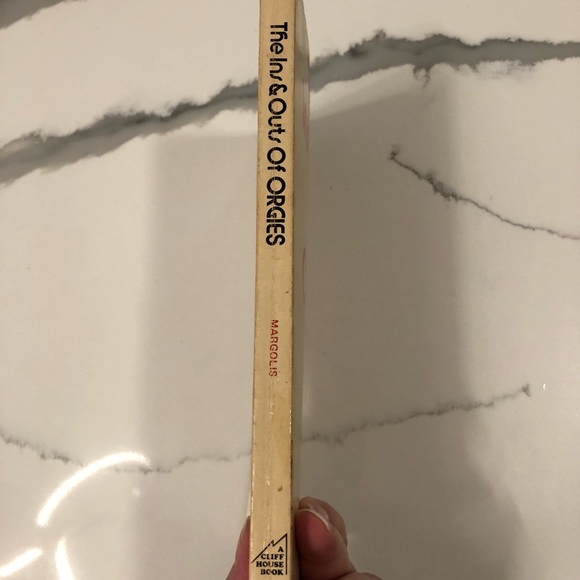 The Ins & Outs Of ORGIES
MARGOLIS
A
CLIFF
HOUSE
BOOK